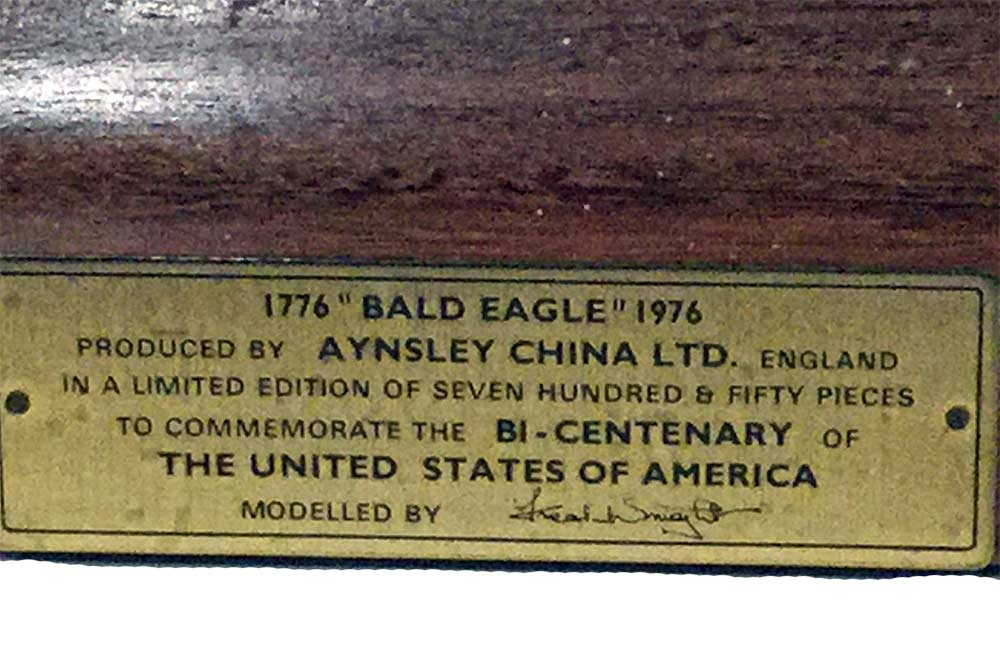 1776 "BALD EAGLE" 1976
PRODUCED BY AYNSLEY CHINA LTD. ENGLAND
IN A LIMITED EDITION OF SEVEN HUNDRED & FIFTY PIECES
TO COMMEMORATE THE BI-CENTENARY OF
THE UNITED STATES OF AMERICA
MODELLED BY